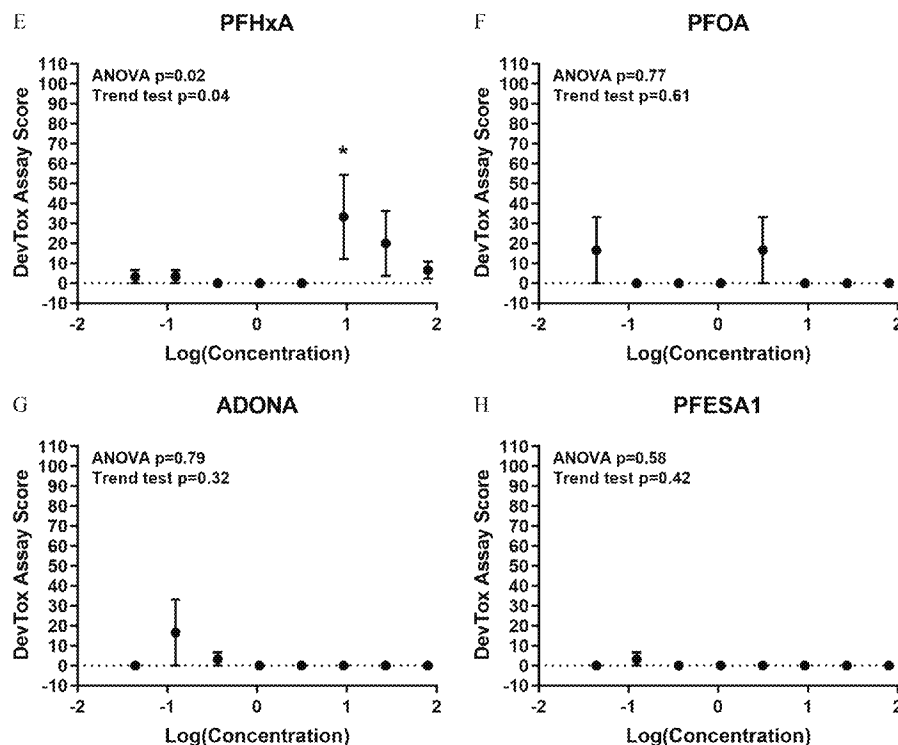 E PFHxA
ANOVA p=0.02
Trend test p=0.04
*
DevTox Assay Score
110
100
90
80
70
60
50
40
30
20
10
0
-10
-2 -1 0 1 2
Log(Concentration)
F PFOA
ANOVA p=0.77
Trend test p=0.61
DevTox Assay Score
110
100
90
80
70
60
50
40
30
20
10
0
-10
-2 -1 0 1 2
Log(Concentration)
G ADONA
ANOVA p=0.79
Trend test p=0.32
DevTox Assay Score
110
100
90
80
70
60
50
40
30
20
10
0
-10
-2 -1 0 1 2
Log(Concentration)
H PFESA1
ANOVA p=0.58
Trend test p=0.42
DevTox Assay Score
110
100
90
80
70
60
50
40
30
20
10
0
-10
-2 -1 0 1 2
Log(Concentration)